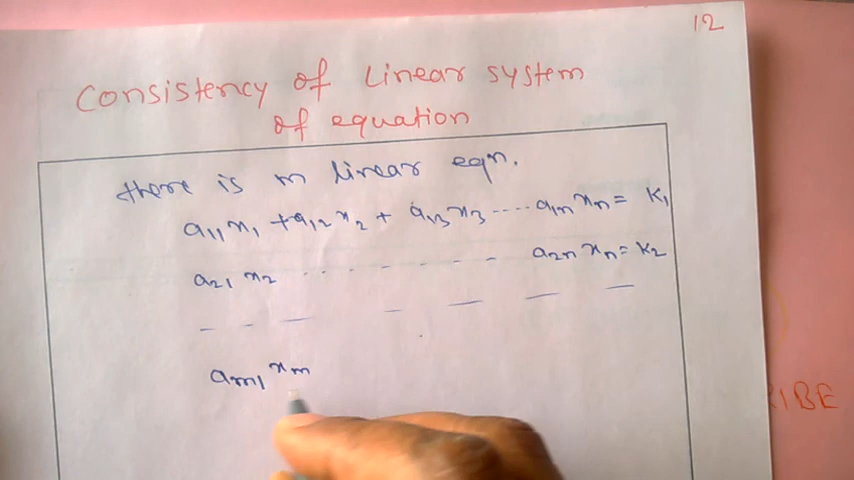 12
Consistency of Linear system
of equation
there is m linear eqn.
a₁₁x₁ + a₁₂x₂ + a₁₃x₃ ---- a₁ₙxₙ = K₁
a₂₁x₂ - - - - - - - a₂ₙxₙ = K₂
— — — — — — —
aₘ₁xₘ